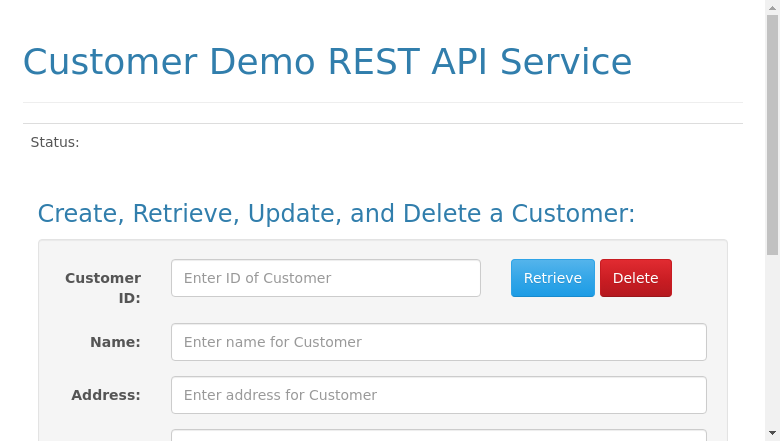 Customer Demo REST API Service
Status:
Create, Retrieve, Update, and Delete a Customer:
Customer ID:
Enter ID of Customer
Retrieve
Delete
Name:
Enter name for Customer
Address:
Enter address for Customer